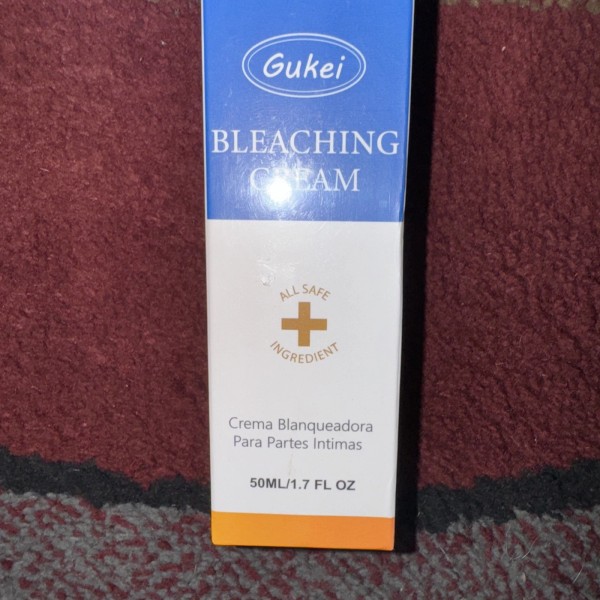 Gukei
BLEACHING
CREAM
ALL SAFE
INGREDIENT
Crema Blanqueadora
Para Partes Intimas
50ML/1.7 FL OZ